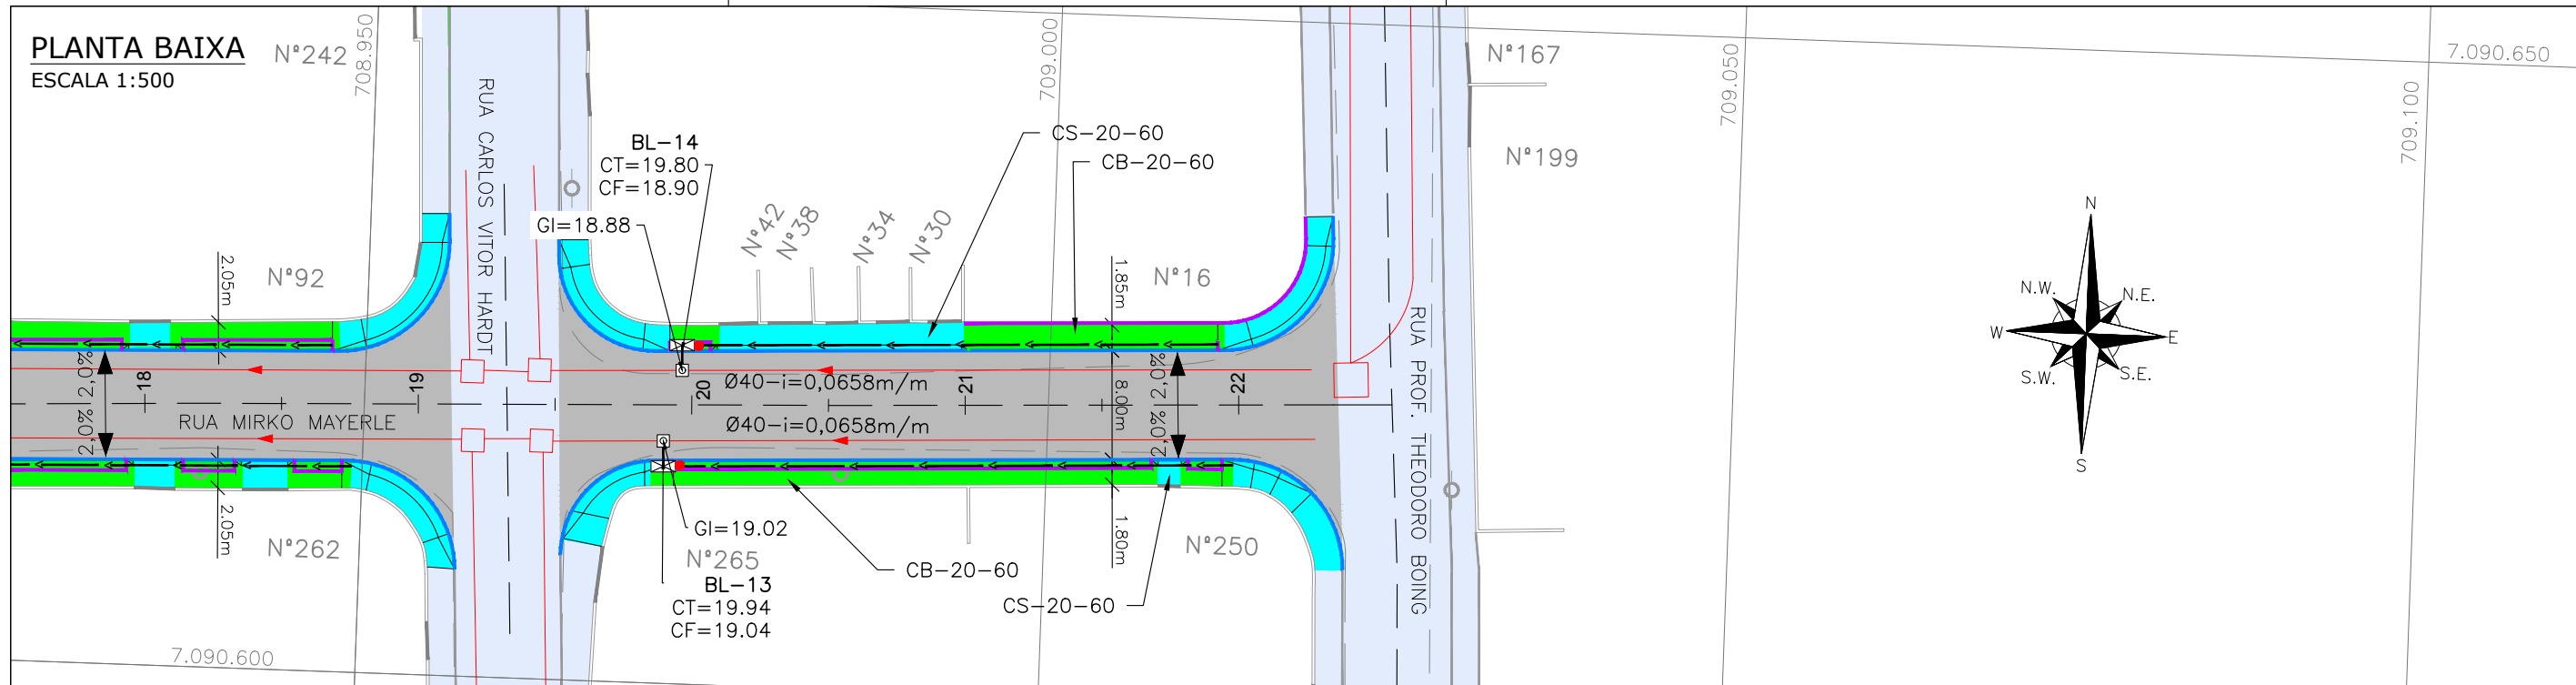 PLANTA BAIXA
ESCALA 1:500
N°242
708.950
RUA CARLOS VITOR HARDT
BL-14
CT=19.80
CF=18.90
GI=18.88
N°42
N°38
N°34
N°30
709.000
CS-20-60
CB-20-60
N°167
N°199
709.050
7.090.650
709.100
N
N.E.
E
S.E.
S
S.W.
W
N.W.
N°92
2.05m
N°16
1.85m
18
19
20
21
22
2,0%
2,0%
RUA MIRKO MAYERLE
Ø40-i=0,0658m/m
Ø40-i=0,0658m/m
8.00m
2,0%
2,0%
RUA PROF. THEODORO BOING
2.05m
N°262
GI=19.02
N°265
BL-13
CT=19.94
CF=19.04
CB-20-60
CS-20-60
1.80m
N°250
7.090.600